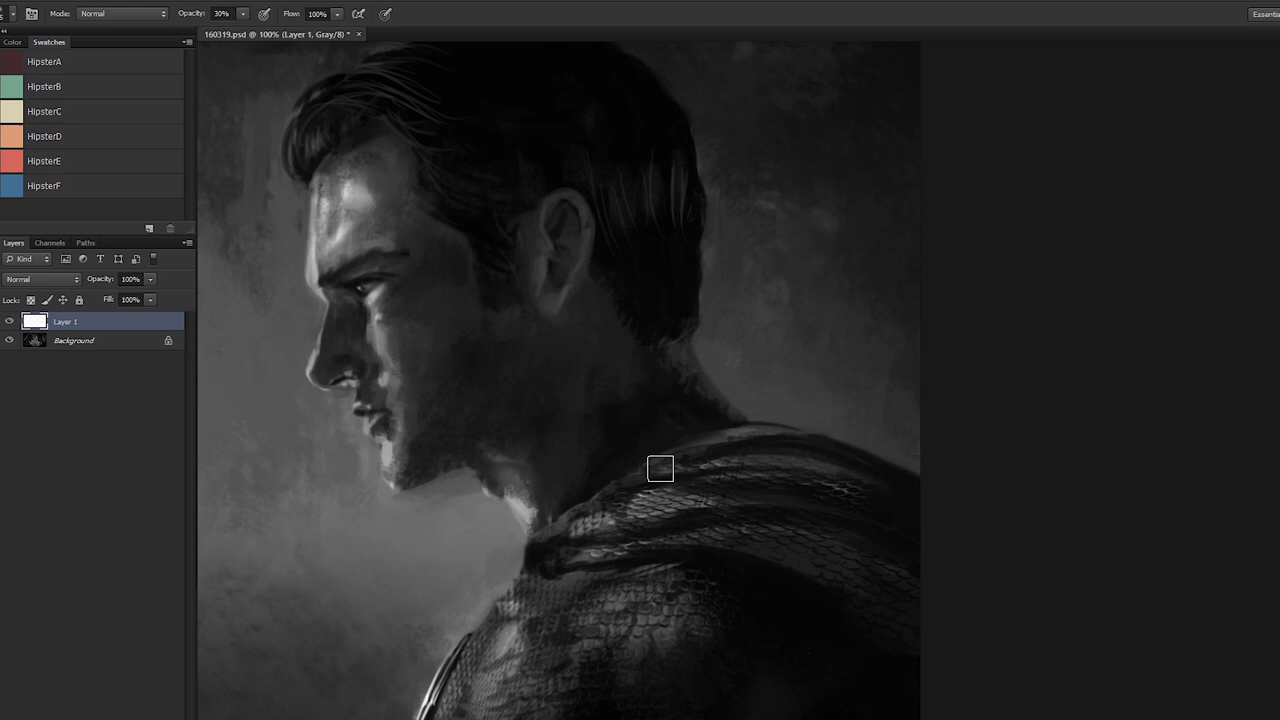 Mode: Normal Opacity: 30% Flow: 100% Essentia
160319.psd @ 100% (Layer 1, Gray/8) * ×
Color Swatches
HipsterA
HipsterB
HipsterC
HipsterD
HipsterE
HipsterF
Layers Channels Paths
Kind
Normal Opacity: 100%
Lock: Fill: 100%
Layer 1
Background